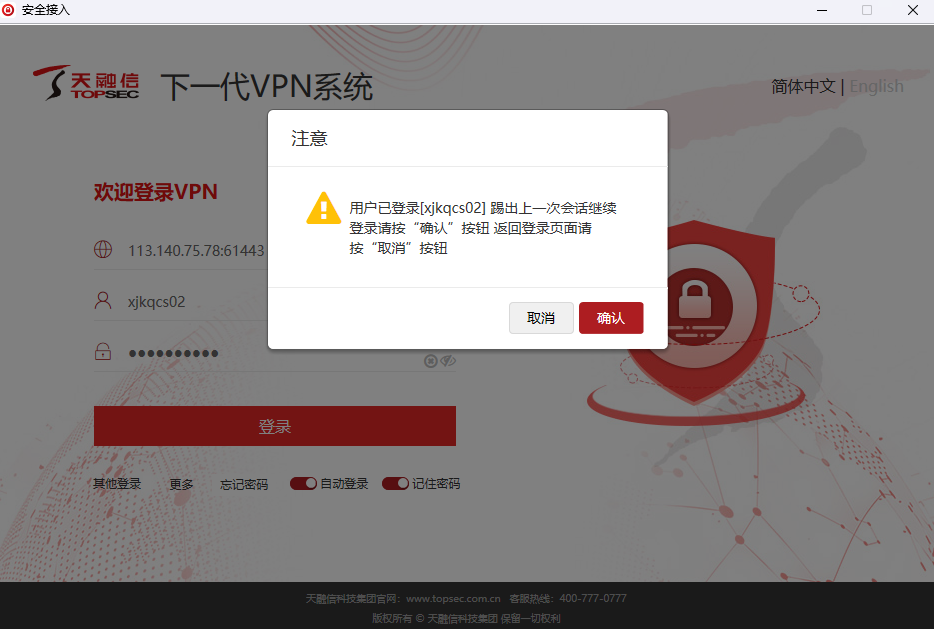 安全接入
天融信
TOPSEC
下一代VPN系统
简体中文 | English
注意
用户已登录[xjkqcs02] 踢出上一次会话继续
登录请按“确认”按钮 返回登录页面请
按“取消”按钮
取消 确认
欢迎登录VPN
113.140.75.78:61443
xjkqcs02
●●●●●●●●●●
登录
其他登录 更多 忘记密码 自动登录 记住密码
天融信科技集团官网：www.topsec.com.cn 客服热线：400-777-0777
版权所有 © 天融信科技集团 保留一切权利